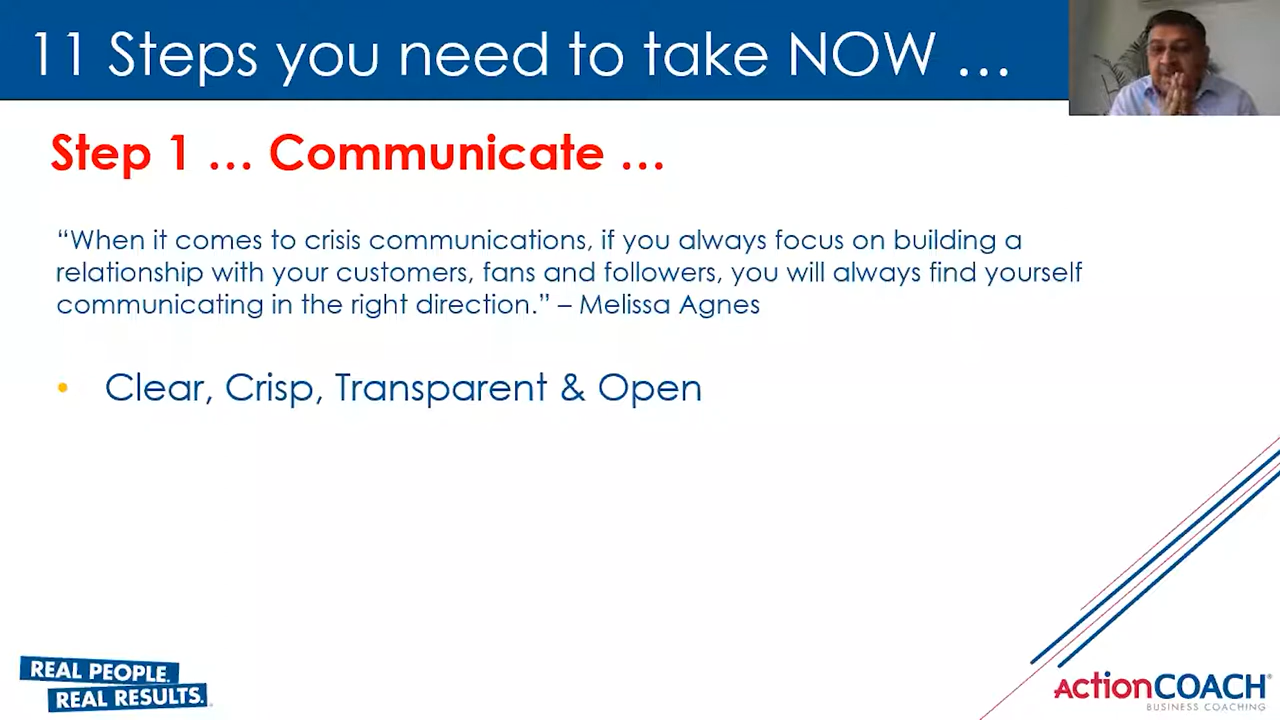 11 Steps you need to take NOW …
Step 1 … Communicate …
“When it comes to crisis communications, if you always focus on building a
relationship with your customers, fans and followers, you will always find yourself
communicating in the right direction.” – Melissa Agnes
• Clear, Crisp, Transparent & Open
REAL PEOPLE.
REAL RESULTS.
ActionCOACH®
BUSINESS COACHING